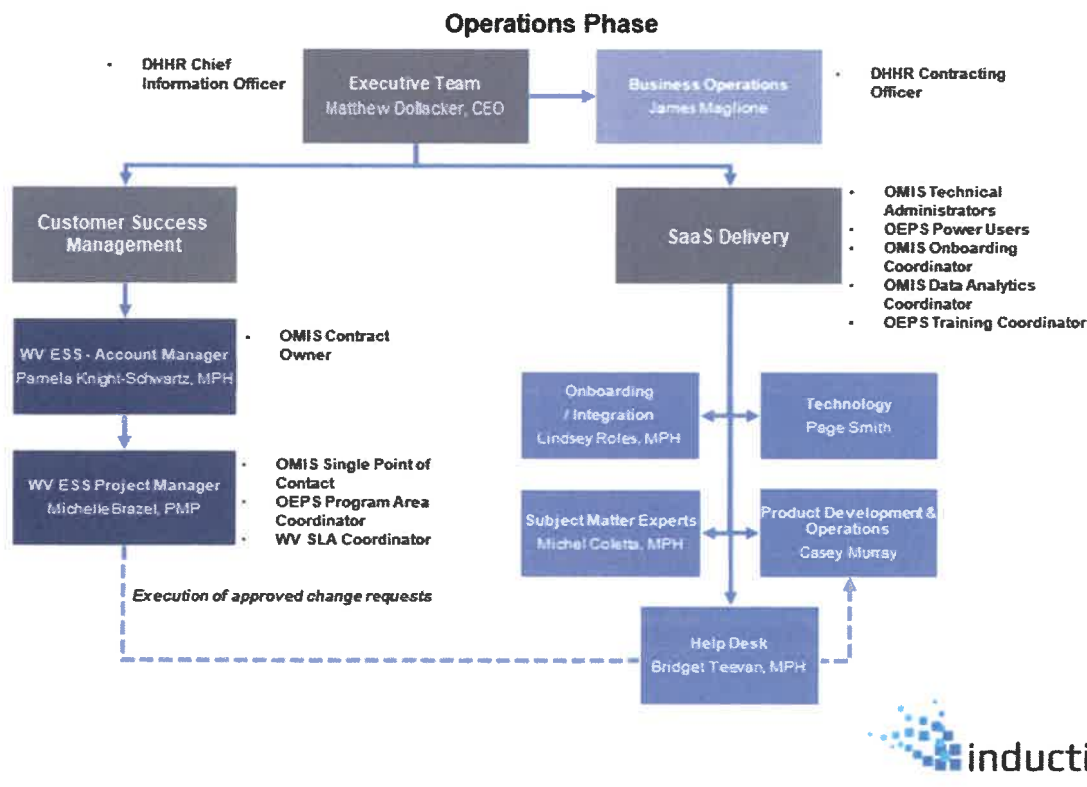 Operations Phase
• DHHR Chief
Information Officer
Executive Team
Matthew Dollacker, CEO
Business Operations
James Maglione
• DHHR Contracting
Officer
Customer Success
Management
SaaS Delivery
• OMIS Technical
Administrators
• OEPS Power Users
• OMIS Onboarding
Coordinator
• OMIS Data Analytics
Coordinator
• OEPS Training Coordinator
WV ESS - Account Manager
Pamela Knight-Schwartz, MPH
• OMIS Contract
Owner
Onboarding
/ Integration
Lindsey Roles, MPH
Technology
Page Smith
WV ESS Project Manager
Michelle Brazel, PMP
• OMIS Single Point of
Contact
• OEPS Program Area
Coordinator
• WV SLA Coordinator
Subject Matter Experts
Michel Coletta, MPH
Product Development &
Operations
Casey Murray
Execution of approved change requests
Help Desk
Bridget Teevan, MPH
inducti